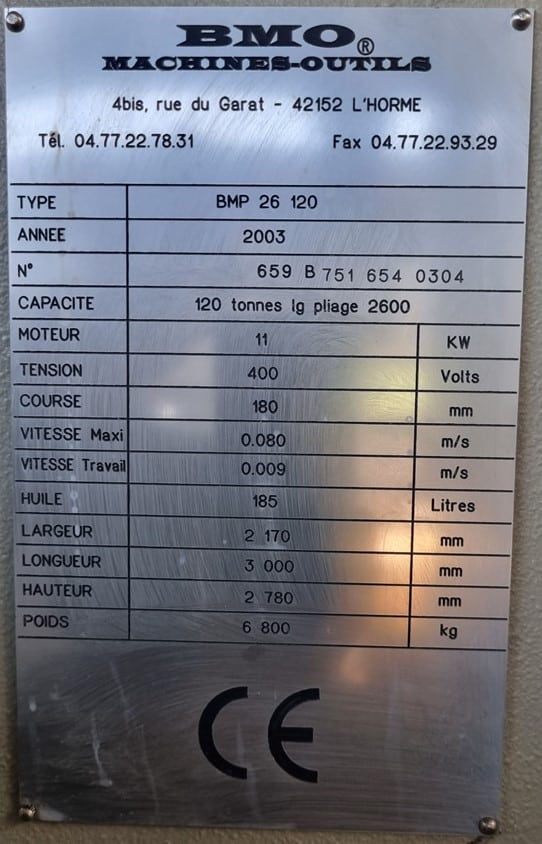 BMO®
MACHINES-OUTILS
4bis, rue du Garat - 42152 L'HORME
Tél. 04.77.22.78.31 Fax 04.77.22.93.29
TYPE BMP 26 120
ANNEE 2003
N° 659 B 751 654 0304
CAPACITE 120 tonnes lg pliage 2600
MOTEUR 11 KW
TENSION 400 Volts
COURSE 180 mm
VITESSE Maxi 0.080 m/s
VITESSE Travail 0.009 m/s
HUILE 185 Litres
LARGEUR 2 170 mm
LONGUEUR 3 000 mm
HAUTEUR 2 780 mm
POIDS 6 800 kg
CE